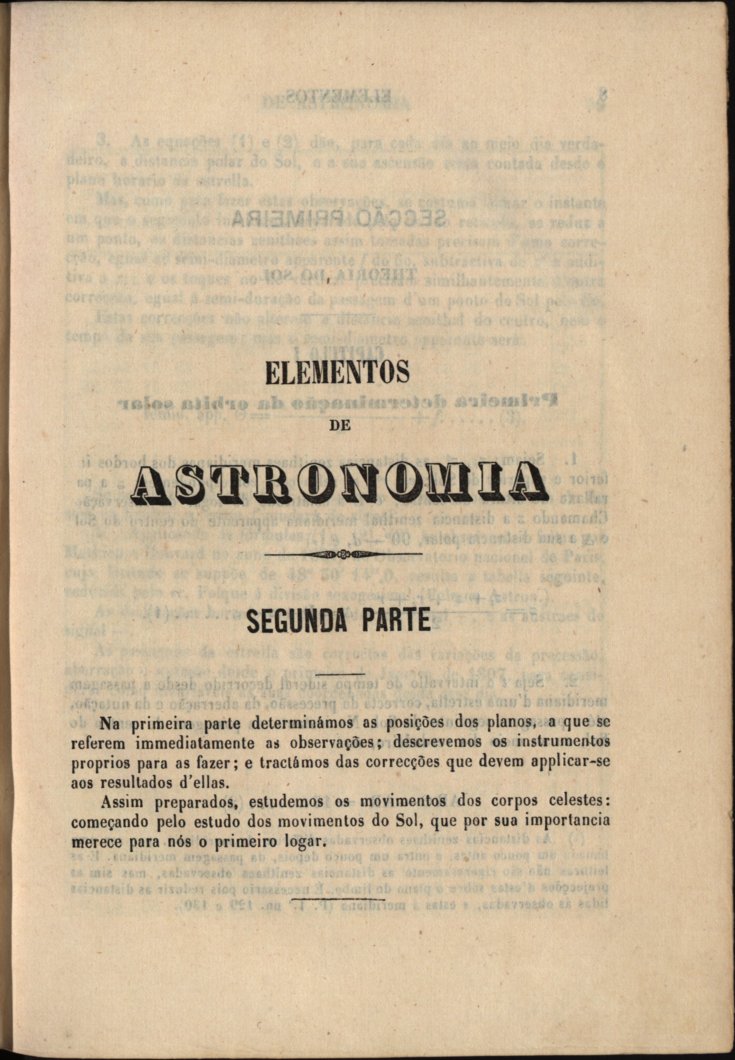 ELEMENTOS
DE
ASTRONOMIA
SEGUNDA PARTE
Na primeira parte determinámos as posições dos planos, a que se
referem immediatamente as observações; descrevemos os instrumentos
proprios para as fazer; e tractámos das correcções que devem applicar-se
aos resultados d'ellas.
Assim preparados, estudemos os movimentos dos corpos celestes:
começando pelo estudo dos movimentos do Sol, que por sua importancia
merece para nós o primeiro logar.